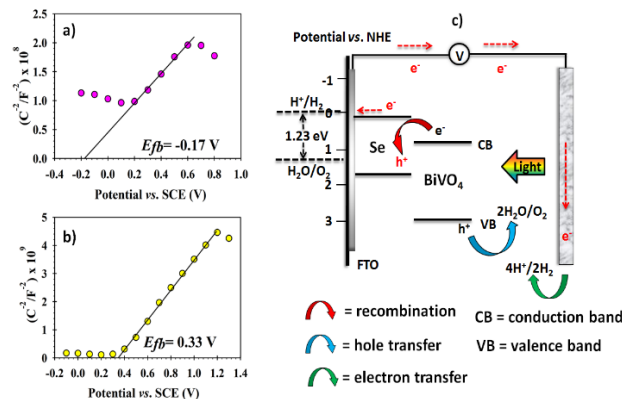 a)
(C⁻²/F⁻²) x 10⁸
2.5
2.0
1.5
1.0
0.5
0.0
Efb= -0.17 V
-0.4 -0.2 0.0 0.2 0.4 0.6 0.8 1.0
Potential vs. SCE (V)
b)
(C⁻²/F⁻²) x 10⁹
5
4
3
2
1
0
Efb= 0.33 V
-0.2 0.0 0.2 0.4 0.6 0.8 1.0 1.2 1.4
Potential vs. SCE (V)
c)
Potential vs. NHE
V
e⁻
e⁻
-1
0
1
2
3
H⁺/H₂
1.23 eV
H₂O/O₂
e⁻
e⁻
Se
h⁺
CB
BiVO₄
Light
VB
h⁺
2H₂O/O₂
e⁻
4H⁺/2H₂
FTO
= recombination
= hole transfer
= electron transfer
CB = conduction band
VB = valence band